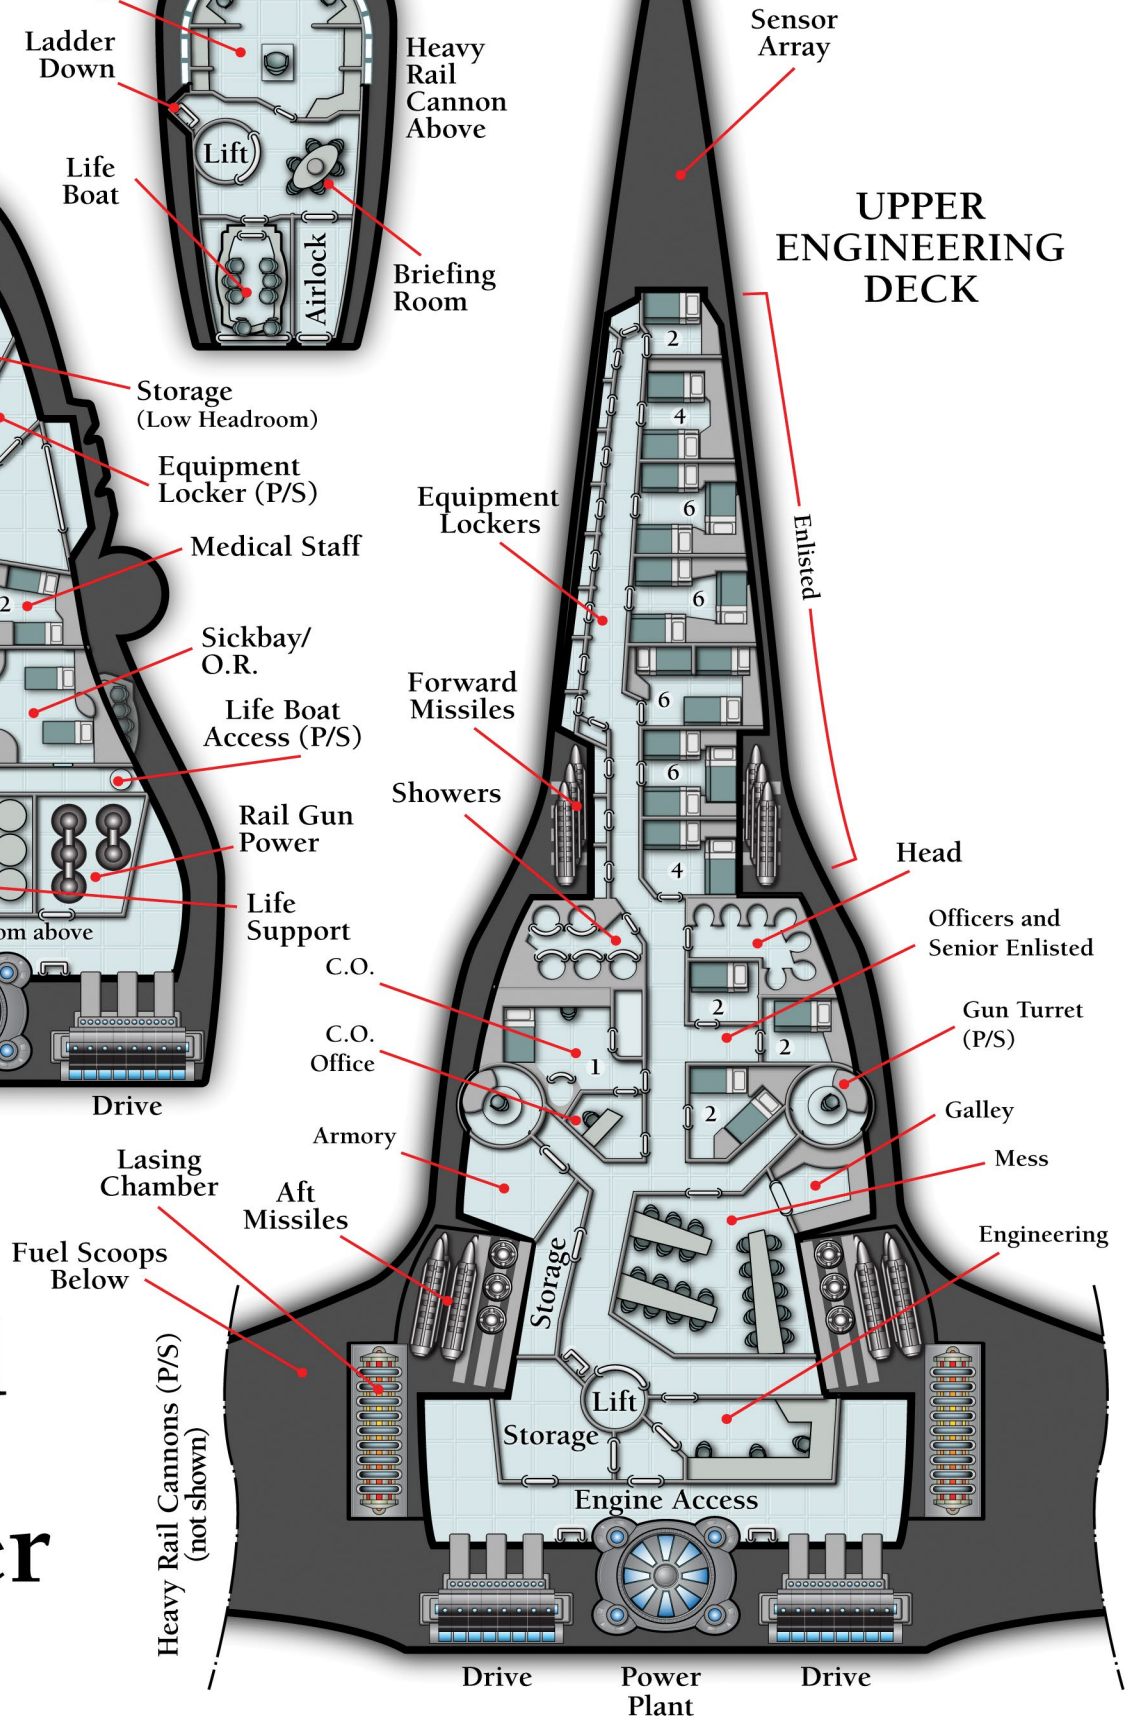 Sensor
Array
Ladder
Down
Heavy
Rail
Cannon
Above
Lift
Life
Boat
Airlock
Briefing
Room
UPPER
ENGINEERING
DECK
Storage
(Low Headroom)
Equipment
Locker (P/S)
Medical Staff
2
Sickbay/
O.R.
Life Boat
Access (P/S)
Rail Gun
Power
Life
Support
om above
Drive
2
4
6
6
6
6
4
Enlisted
Equipment
Lockers
Forward
Missiles
Showers
Head
Officers and
Senior Enlisted
C.O.
C.O.
Office
1
2
2
2
Gun Turret
(P/S)
Galley
Mess
Armory
Lasing
Chamber
Aft
Missiles
Engineering
Fuel Scoops
Below
Storage
Lift
Storage
Engine Access
Heavy Rail Cannons (P/S)
(not shown)
er
Drive
Power
Plant
Drive